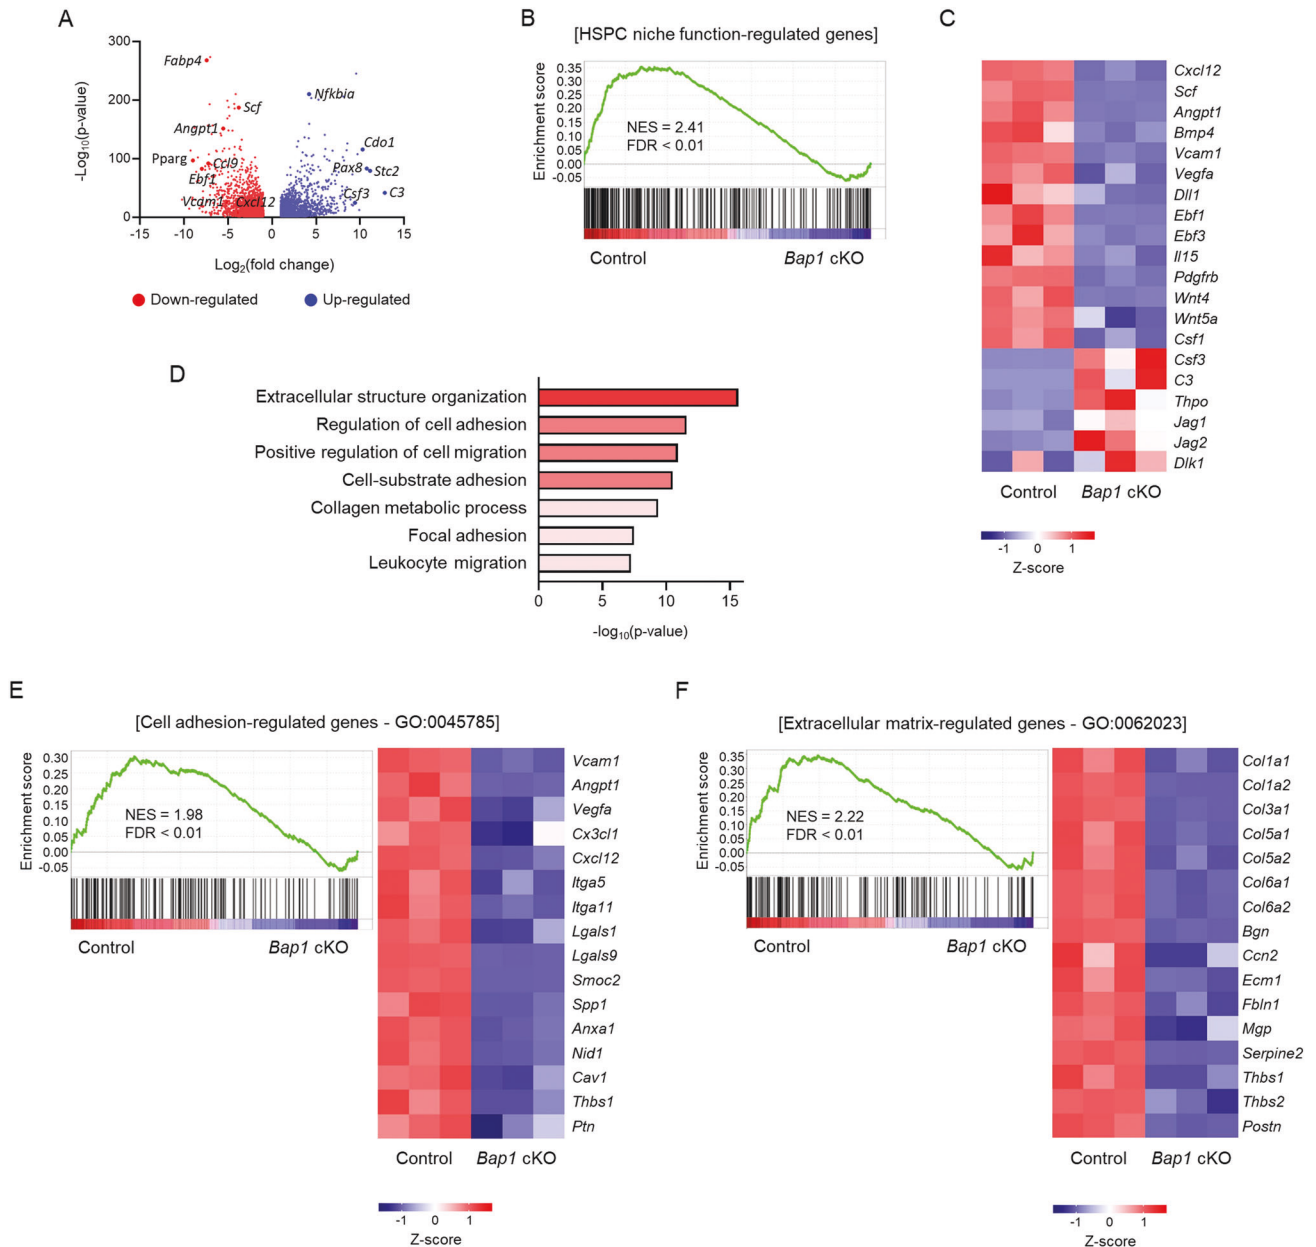 A
300
200
100
0
-Log10(p-value)
-15
-10
-5
0
5
10
15
Log2(fold change)
Fabp4
Scf
Angpt1
Pparg
Ccl9
Ebf1
Vcam1
Cxcl12
Nfkbia
Cdo1
Pax8
Stc2
Csf3
C3
Down-regulated
Up-regulated
B
[HSPC niche function-regulated genes]
Enrichment score
0.35
0.30
0.25
0.20
0.15
0.10
0.05
0.00
-0.05
NES = 2.41
FDR < 0.01
Control
Bap1 cKO
C
Cxcl12
Scf
Angpt1
Bmp4
Vcam1
Vegfa
Dll1
Ebf1
Ebf3
Il15
Pdgfrb
Wnt4
Wnt5a
Csf1
Csf3
C3
Thpo
Jag1
Jag2
Dlk1
Control
Bap1 cKO
-1
0
1
Z-score
D
Extracellular structure organization
Regulation of cell adhesion
Positive regulation of cell migration
Cell-substrate adhesion
Collagen metabolic process
Focal adhesion
Leukocyte migration
0
5
10
15
-log10(p-value)
E
[Cell adhesion-regulated genes - GO:0045785]
Enrichment score
0.30
0.25
0.20
0.15
0.10
0.05
0.00
-0.05
NES = 1.98
FDR < 0.01
Control
Bap1 cKO
Vcam1
Angpt1
Vegfa
Cx3cl1
Cxcl12
Itga5
Itga11
Lgals1
Lgals9
Smoc2
Spp1
Anxa1
Nid1
Cav1
Thbs1
Ptn
Control
Bap1 cKO
-1
0
1
Z-score
F
[Extracellular matrix-regulated genes - GO:0062023]
Enrichment score
0.35
0.30
0.25
0.20
0.15
0.10
0.05
0.00
-0.05
NES = 2.22
FDR < 0.01
Control
Bap1 cKO
Col1a1
Col1a2
Col3a1
Col5a1
Col5a2
Col6a1
Col6a2
Bgn
Ccn2
Ecm1
Fbln1
Mgp
Serpine2
Thbs1
Thbs2
Postn
Control
Bap1 cKO
-1
0
1
Z-score